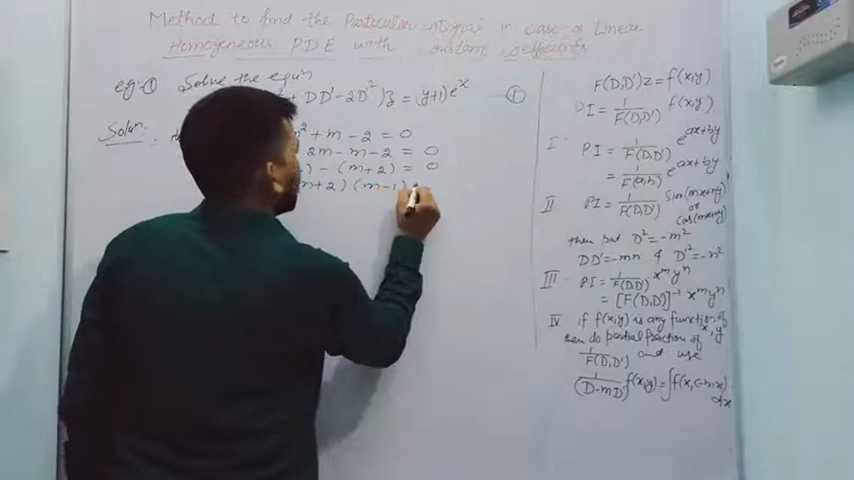 Method to find the Particular integral in case of Linear
Homogeneous PDE with constant coefficients
eg:① Solve the equn
+ DD' - 2D'²) z = (y+1) eˣ — ①
Soln:
m² + m - 2 = 0
2m - m - 2 = 0
) - (m+2) = 0
m+2) (m-1)
F(D,D') z = f(x,y)
PI = 1/F(D,D') f(x,y)
I PI = 1/F(D,D') e^(ax+by)
= 1/F(a,b) e^(ax+by)
II PI = 1/F(D,D') sin(mx+ny) or cos(mx+ny)
then put D² = -m²
DD' = -mn & D'² = -n²
III PI = 1/F(D,D') xᵐyⁿ
= [F(D,D')]⁻¹ xᵐyⁿ
IV if f(x,y) is any function of x,y
then do partial fraction of
1/F(D,D') and use
1/(D-mD') f(x,y) = ∫f(x,c-mx) dx